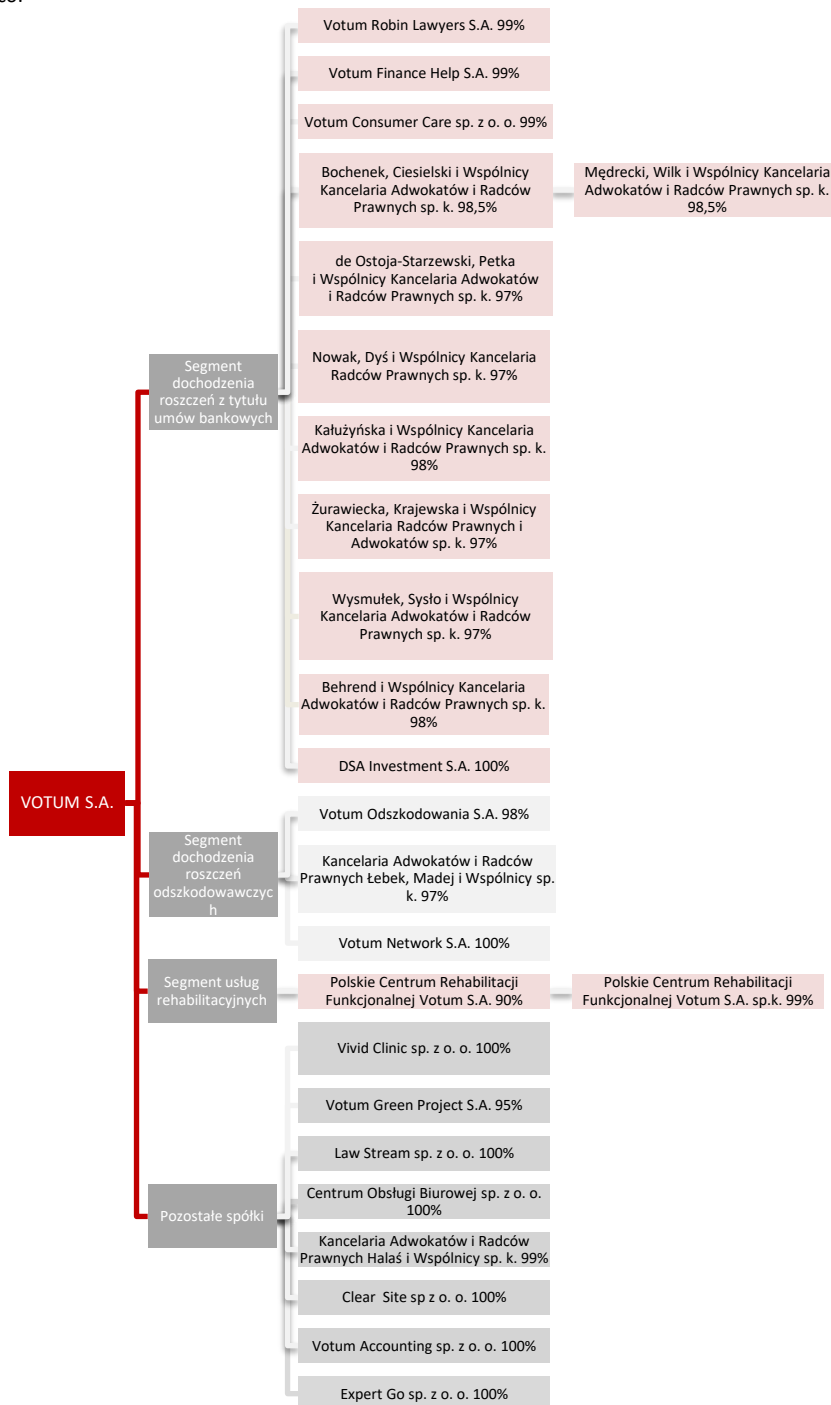 Votum Robin Lawyers S.A. 99%
Votum Finance Help S.A. 99%
Votum Consumer Care sp. z o. o. 99%
Bochenek, Ciesielski i Wspólnicy
Kancelaria Adwokatów i Radców
Prawnych sp. k. 98,5%
Mędrecki, Wilk i Wspólnicy Kancelaria
Adwokatów i Radców Prawnych sp. k.
98,5%
de Ostoja-Starzewski, Petka
i Wspólnicy Kancelaria Adwokatów
i Radców Prawnych sp. k. 97%
Segment
dochodzenia
roszczeń z tytułu
umów bankowych
Nowak, Dyś i Wspólnicy Kancelaria
Radców Prawnych sp. k. 97%
Kałużyńska i Wspólnicy Kancelaria
Adwokatów i Radców Prawnych sp. k.
98%
Żurawiecka, Krajewska i Wspólnicy
Kancelaria Radców Prawnych i
Adwokatów sp. k. 97%
Wysmułek, Sysło i Wspólnicy
Kancelaria Adwokatów i Radców
Prawnych sp. k. 97%
Behrend i Wspólnicy Kancelaria
Adwokatów i Radców Prawnych sp. k.
98%
DSA Investment S.A. 100%
VOTUM S.A.
Votum Odszkodowania S.A. 98%
Segment
dochodzenia
roszczeń
odszkodowawczyc
h
Kancelaria Adwokatów i Radców
Prawnych Łebek, Madej i Wspólnicy sp.
k. 97%
Votum Network S.A. 100%
Segment usług
rehabilitacyjnych
Polskie Centrum Rehabilitacji
Funkcjonalnej Votum S.A. 90%
Polskie Centrum Rehabilitacji
Funkcjonalnej Votum S.A. sp.k. 99%
Vivid Clinic sp. z o. o. 100%
Votum Green Project S.A. 95%
Law Stream sp. z o. o. 100%
Pozostałe spółki
Centrum Obsługi Biurowej sp. z o. o.
100%
Kancelaria Adwokatów i Radców
Prawnych Halaś i Wspólnicy sp. k. 99%
Clear  Site sp z o. o. 100%
Votum Accounting sp. z o. o. 100%
Expert Go sp. z o. o. 100%